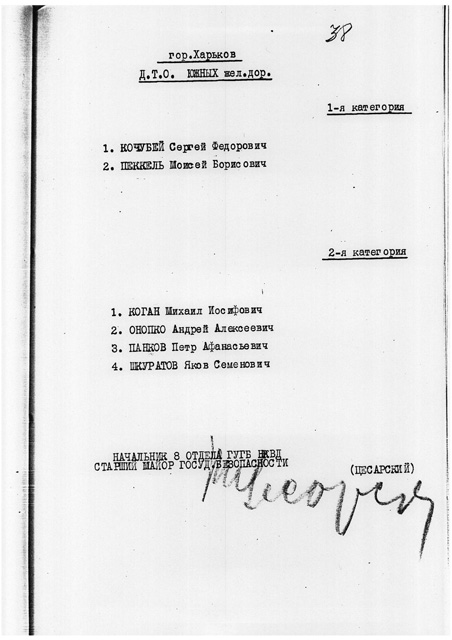 38
гор.Харьков
Д.Т.О. ЮЖНЫХ жел.дор.
1-я категория
1. КОЧУБЕЙ Сергей Федорович
2. ПЕККЕЛЬ Моисей Борисович
2-я категория
1. КОГАН Михаил Иосифович
2. ОНОПКО Андрей Алексеевич
3. ПАНКОВ Петр Афанасьевич
4. ШКУРАТОВ Яков Семенович
НАЧАЛЬНИК 8 ОТДЕЛА ГУГБ НКВД
СТАРШИЙ МАЙОР ГОСУД.БЕЗОПАСНОСТИ
(ЦЕСАРСКИЙ)